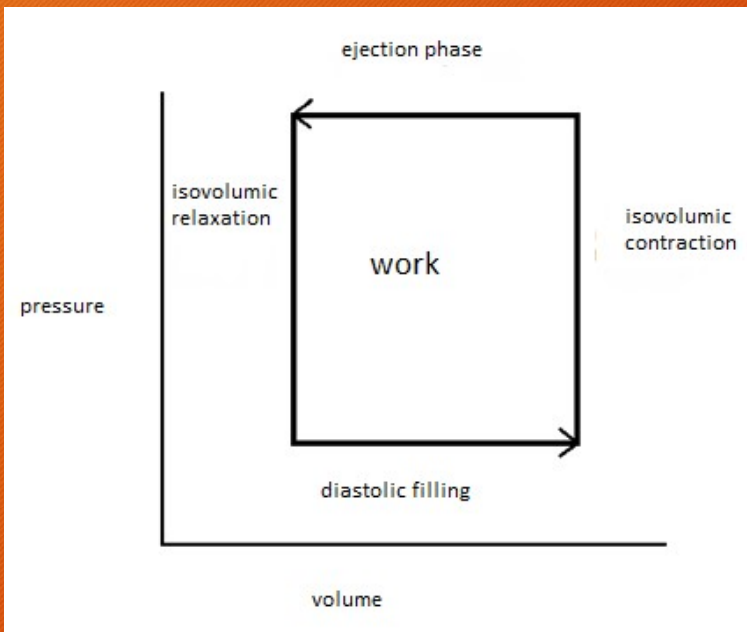 ejection phase
isovolumic
relaxation
isovolumic
contraction
work
pressure
diastolic filling
volume